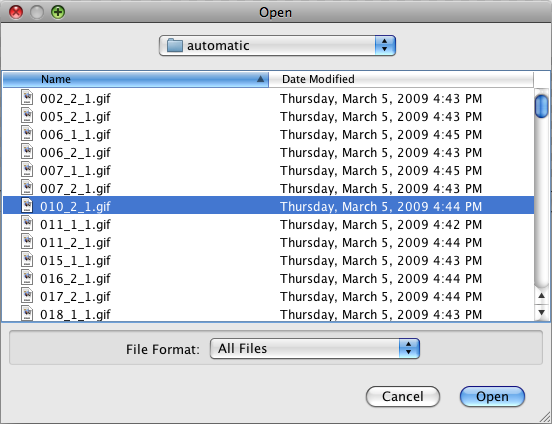 Open
automatic
Name Date Modified
002_2_1.gif Thursday, March 5, 2009 4:43 PM
005_2_1.gif Thursday, March 5, 2009 4:43 PM
006_1_1.gif Thursday, March 5, 2009 4:45 PM
006_2_1.gif Thursday, March 5, 2009 4:43 PM
007_1_1.gif Thursday, March 5, 2009 4:45 PM
007_2_1.gif Thursday, March 5, 2009 4:43 PM
010_2_1.gif Thursday, March 5, 2009 4:44 PM
011_1_1.gif Thursday, March 5, 2009 4:42 PM
011_2_1.gif Thursday, March 5, 2009 4:44 PM
015_1_1.gif Thursday, March 5, 2009 4:43 PM
016_2_1.gif Thursday, March 5, 2009 4:44 PM
017_2_1.gif Thursday, March 5, 2009 4:44 PM
018_1_1.gif Thursday, March 5, 2009 4:43 PM
File Format: All Files
Cancel Open